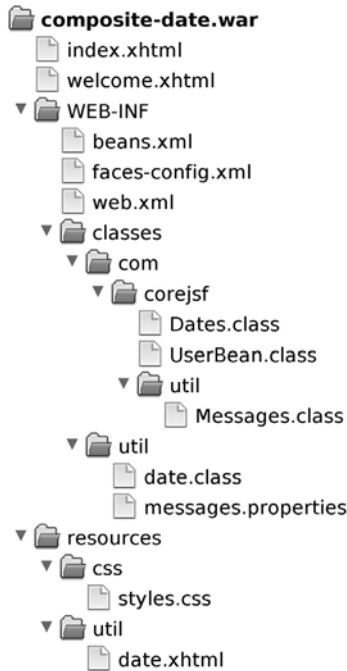 composite-date.war
index.xhtml
welcome.xhtml
WEB-INF
beans.xml
faces-config.xml
web.xml
classes
com
corejsf
Dates.class
UserBean.class
util
Messages.class
util
date.class
messages.properties
resources
css
styles.css
util
date.xhtml